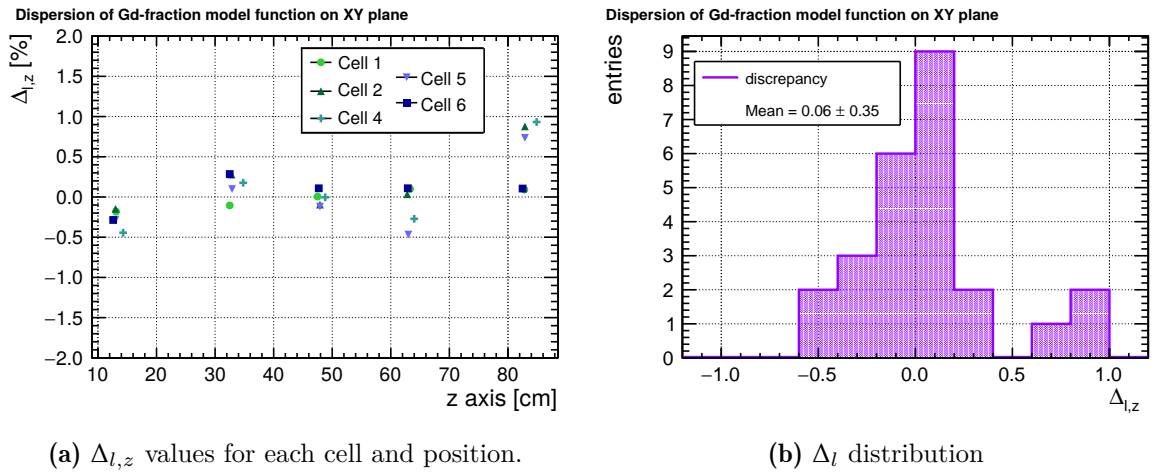 Dispersion of Gd-fraction model function on XY plane
Δl,z [%]
2.0
1.5
1.0
0.5
0.0
−0.5
−1.0
−1.5
−2.0
Cell 1
Cell 2
Cell 4
Cell 5
Cell 6
10 20 30 40 50 60 70 80
z axis [cm]
(a) Δl,z values for each cell and position.
Dispersion of Gd-fraction model function on XY plane
entries
9
8
7
6
5
4
3
2
1
0
discrepancy
Mean = 0.06 ± 0.35
−1.0 −0.5 0.0 0.5 1.0
Δl,z
(b) Δl distribution